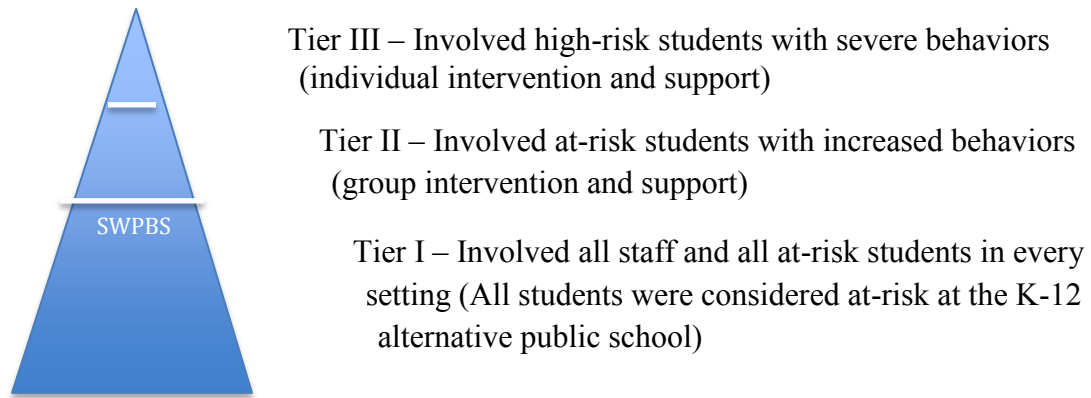 Tier III – Involved high-risk students with severe behaviors
(individual intervention and support)
Tier II – Involved at-risk students with increased behaviors
(group intervention and support)
SWPBS
Tier I – Involved all staff and all at-risk students in every
setting (All students were considered at-risk at the K-12
alternative public school)